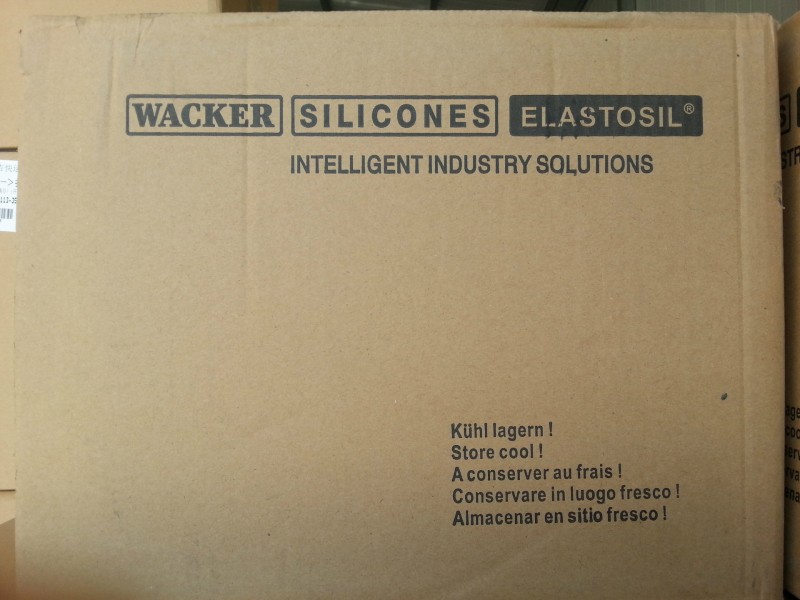 WACKER SILICONES ELASTOSIL®
INTELLIGENT INDUSTRY SOLUTIONS
Kühl lagern !
Store cool !
A conserver au frais !
Conservare in luogo fresco !
Almacenar en sitio fresco !